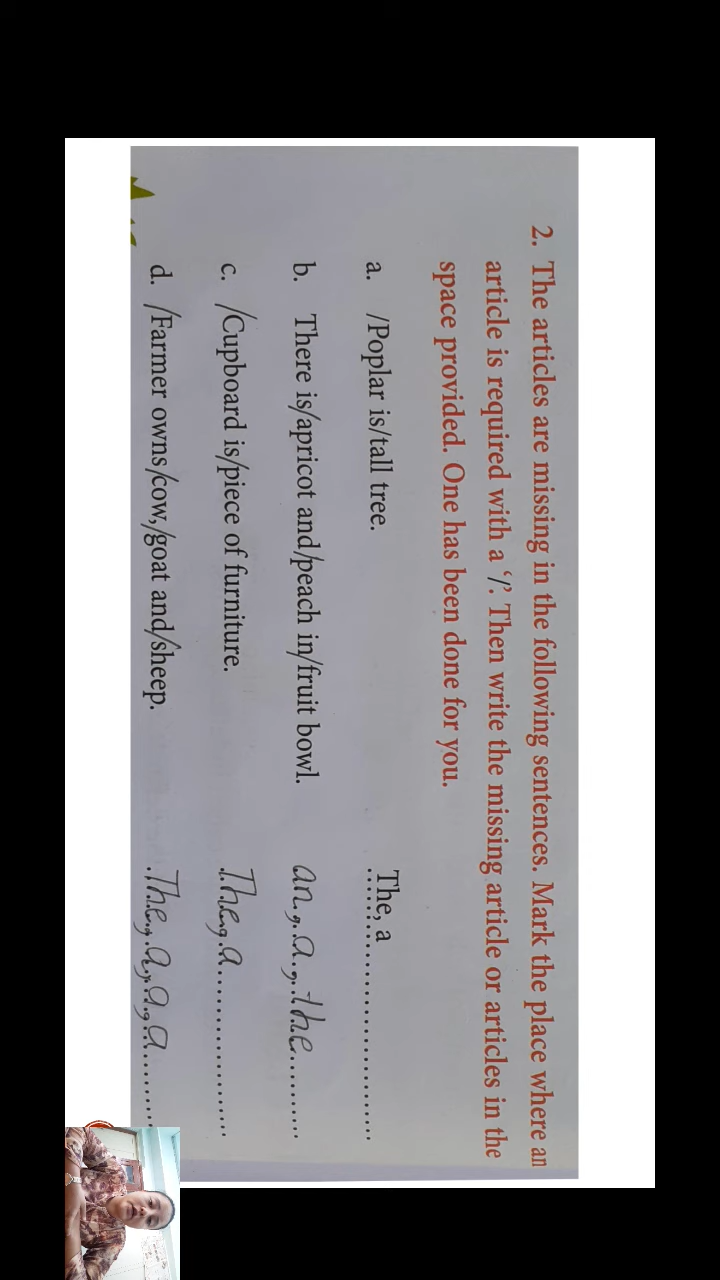 2. The articles are missing in the following sentences. Mark the place where an
article is required with a ‘/’. Then write the missing article or articles in the
space provided. One has been done for you.
a. /Poplar is/tall tree. The, a
b. There is/apricot and/peach in/fruit bowl. an, a, the
c. /Cupboard is/piece of furniture. The, a
d. /Farmer owns/cow,/goat and/sheep. The, a, a, a